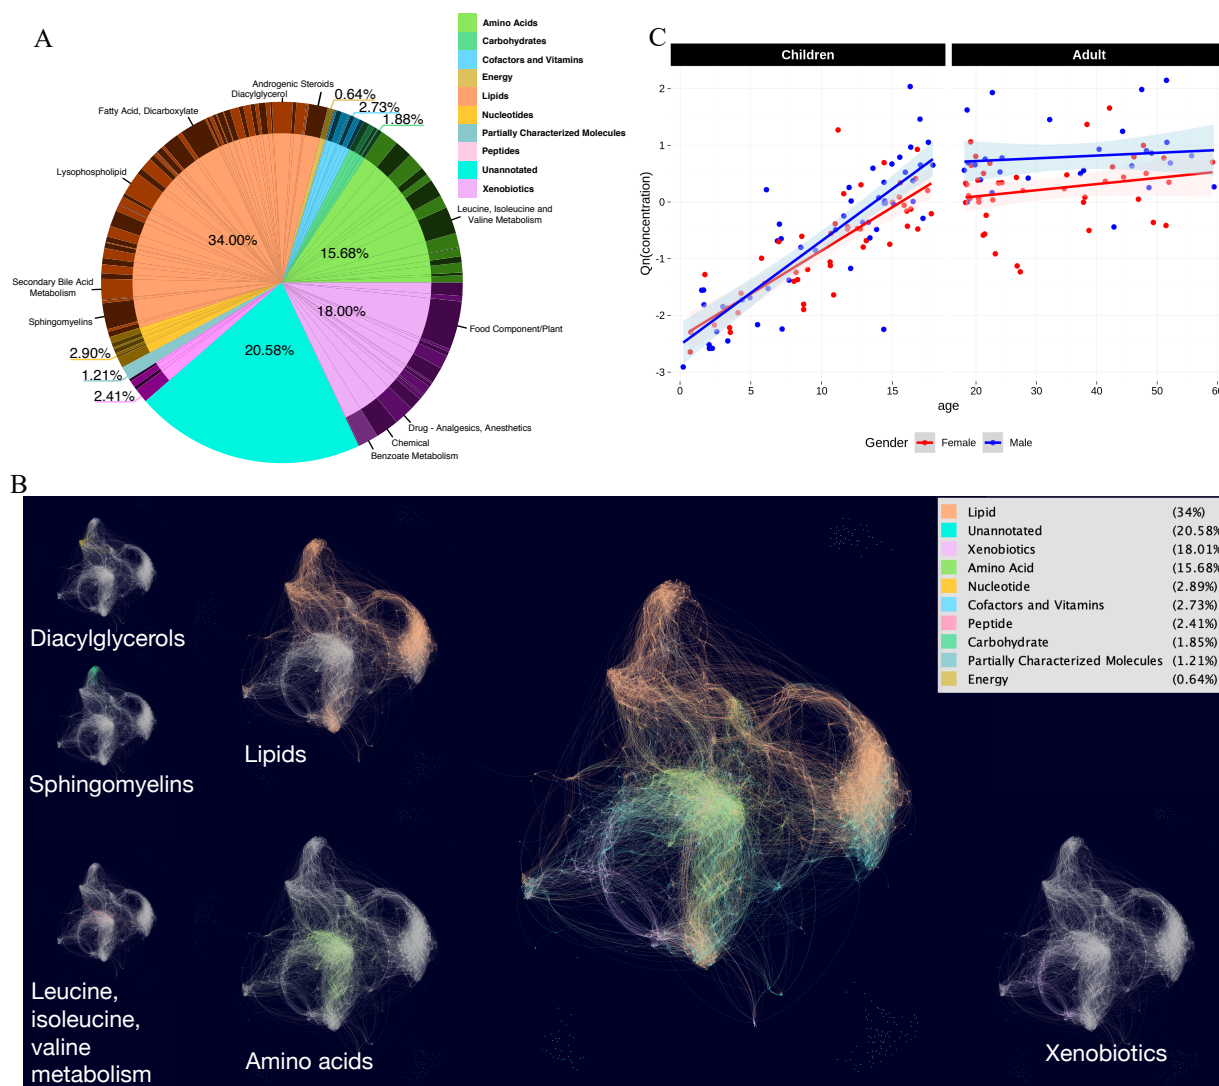 A
Amino Acids
Carbohydrates
Cofactors and Vitamins
Energy
Lipids
Nucleotides
Partially Characterized Molecules
Peptides
Unannotated
Xenobiotics
Androgenic Steroids
Diacylglycerol
Fatty Acid, Dicarboxylate
Lysophospholipid
Secondary Bile Acid
Metabolism
Sphingomyelins
0.64%
2.73%
1.88%
Leucine, Isoleucine and
Valine Metabolism
34.00%
15.68%
18.00%
20.58%
2.90%
1.21%
2.41%
Food Component/Plant
Drug - Analgesics, Anesthetics
Chemical
Benzoate Metabolism
C
Children
Adult
Qn(concentration)
2
1
0
-1
-2
-3
0
5
10
15
20
30
40
50
60
age
Gender
Female
Male
B
Diacylglycerols
Sphingomyelins
Leucine,
isoleucine,
valine
metabolism
Lipids
Amino acids
Xenobiotics
Lipid (34%)
Unannotated (20.58%
Xenobiotics (18.01%
Amino Acid (15.68%
Nucleotide (2.89%)
Cofactors and Vitamins (2.73%)
Peptide (2.41%)
Carbohydrate (1.85%)
Partially Characterized Molecules (1.21%)
Energy (0.64%)